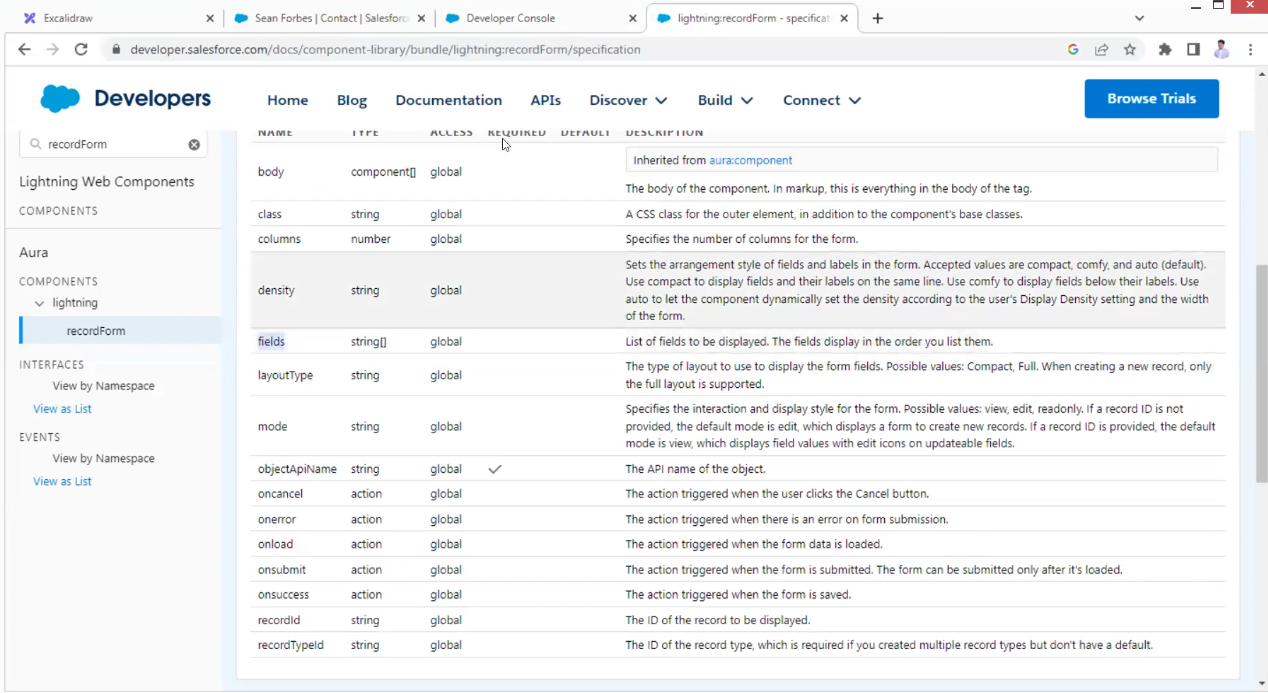 Excalidraw
Sean Forbes | Contact | Salesforc
Developer Console
lightning:recordForm - specificat
developer.salesforce.com/docs/component-library/bundle/lightning:recordForm/specification
Developers
Home Blog Documentation APIs Discover Build Connect
Browse Trials
recordForm
Lightning Web Components
COMPONENTS
Aura
COMPONENTS
lightning
recordForm
INTERFACES
View by Namespace
View as List
EVENTS
View by Namespace
View as List
NAME TYPE ACCESS REQUIRED DEFAULT DESCRIPTION
body component[] global Inherited from aura:component
The body of the component. In markup, this is everything in the body of the tag.
class string global A CSS class for the outer element, in addition to the component's base classes.
columns number global Specifies the number of columns for the form.
density string global Sets the arrangement style of fields and labels in the form. Accepted values are compact, comfy, and auto (default).
Use compact to display fields and their labels on the same line. Use comfy to display fields below their labels. Use
auto to let the component dynamically set the density according to the user's Display Density setting and the width
of the form.
fields string[] global List of fields to be displayed. The fields display in the order you list them.
layoutType string global The type of layout to use to display the form fields. Possible values: Compact, Full. When creating a new record, only
the full layout is supported.
mode string global Specifies the interaction and display style for the form. Possible values: view, edit, readonly. If a record ID is not
provided, the default mode is edit, which displays a form to create new records. If a record ID is provided, the default
mode is view, which displays field values with edit icons on updateable fields.
objectApiName string global ✓ The API name of the object.
oncancel action global The action triggered when the user clicks the Cancel button.
onerror action global The action triggered when there is an error on form submission.
onload action global The action triggered when the form data is loaded.
onsubmit action global The action triggered when the form is submitted. The form can be submitted only after it's loaded.
onsuccess action global The action triggered when the form is saved.
recordId string global The ID of the record to be displayed.
recordTypeId string global The ID of the record type, which is required if you created multiple record types but don't have a default.